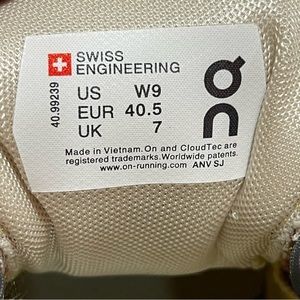 SWISS
ENGINEERING
US W9
EUR 40.5
UK 7
40.99239
on
Made in Vietnam. On and CloudTec are
registered trademarks. Worldwide patents.
www.on-running.com ANV SJ